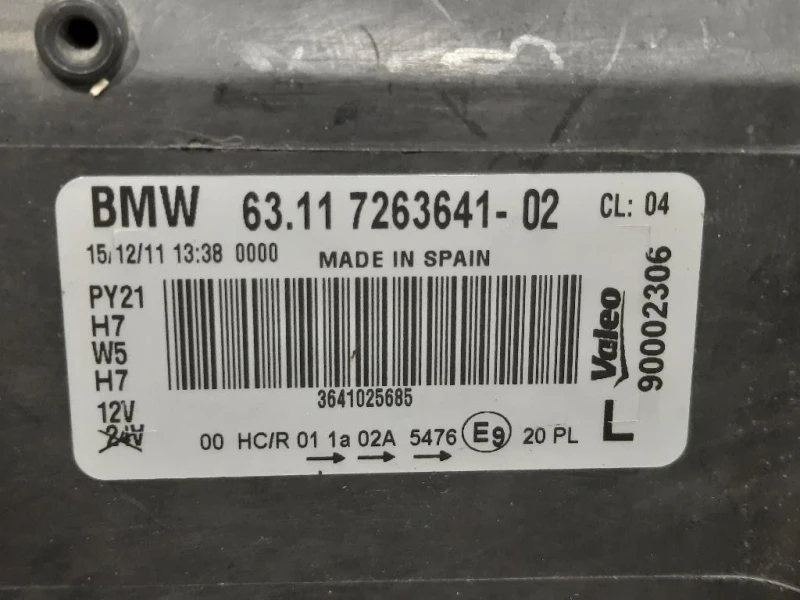 BMW 63.11 7263641-02 CL: 04
15/12/11 13:38 0000 MADE IN SPAIN
PY21
H7
W5
H7
12V
24V
3641025685
00 HC/R 01 1a 02A 5476 E9 20 PL
Valeo
90002306
L